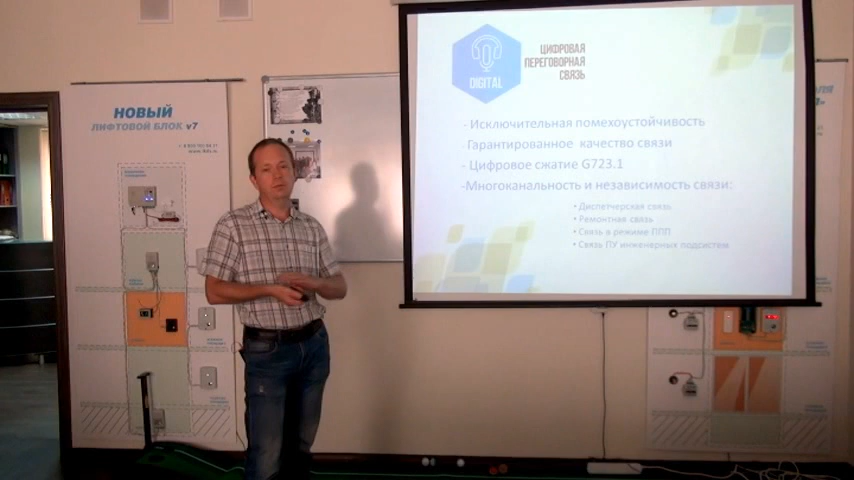 DIGITAL
ЦИФРОВАЯ
ПЕРЕГОВОРНАЯ
СВЯЗЬ
- Исключительная помехоустойчивость
- Гарантированное качество связи
- Цифровое сжатие G723.1
-Многоканальность и независимость связи:
• Диспетчерская связь
• Ремонтная связь
• Связь в режиме ППП
• Связь ПУ инженерных подсистем
НОВЫЙ
ЛИФТОВОЙ БЛОК v7